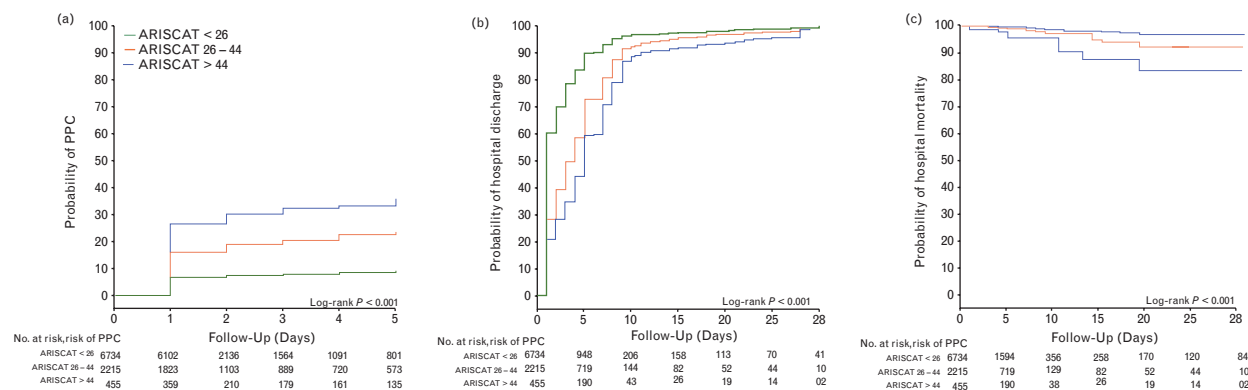 (a)
100
90
80
70
60
50
40
30
20
10
0
Probability of PPC
ARISCAT < 26
ARISCAT 26 – 44
ARISCAT > 44
Log-rank P < 0.001
0 1 2 3 4 5
Follow-Up (Days)
No. at risk,risk of PPC
ARISCAT < 26 6734 6102 2136 1564 1091 801
ARISCAT 26 – 44 2215 1823 1103 889 720 573
ARISCAT > 44 455 359 210 179 161 135
(b)
100
90
80
70
60
50
40
30
20
10
0
Probability of hospital discharge
Log-rank P < 0.001
0 5 10 15 20 25 28
Follow-Up (Days)
No. at risk,risk of PPC
ARISCAT < 26 6734 948 206 158 113 70 41
ARISCAT 26 – 44 2215 719 144 82 52 44 10
ARISCAT > 44 455 190 43 26 19 14 02
(c)
100
90
80
70
60
50
40
30
20
10
0
Probability of hospital mortality
Log-rank P < 0.001
0 5 10 15 20 25 28
Follow-Up (Days)
No. at risk,risk of PPC
ARISCAT < 26 6734 1594 356 258 170 120 84
ARISCAT 26 – 44 2215 719 129 82 52 44 10
ARISCAT > 44 455 190 38 26 19 14 02